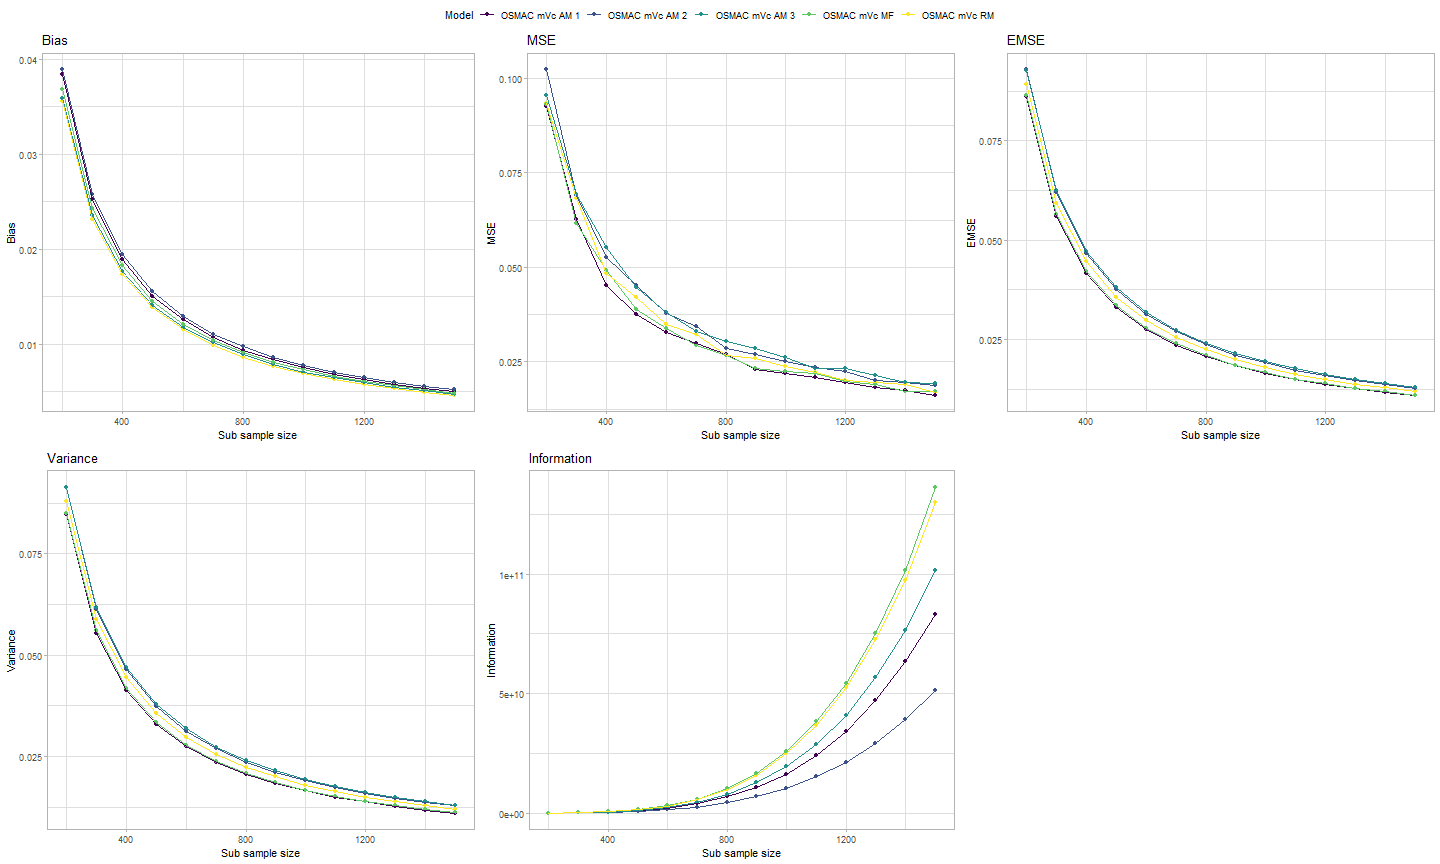 Model OSMAC mVc AM 1 OSMAC mVc AM 2 OSMAC mVc AM 3 OSMAC mVc MF OSMAC mVc RM
Bias
0.04
0.03
0.02
0.01
Bias
400 800 1200
Sub sample size
MSE
0.100
0.075
0.050
0.025
MSE
400 800 1200
Sub sample size
EMSE
0.075
0.050
0.025
EMSE
400 800 1200
Sub sample size
Variance
0.075
0.050
0.025
Variance
400 800 1200
Sub sample size
Information
1e+11
5e+10
0e+00
Information
400 800 1200
Sub sample size